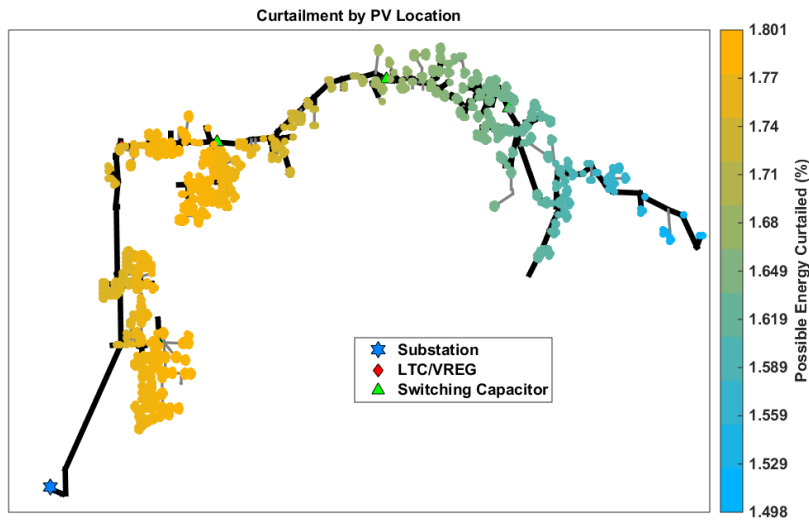 Curtailment by PV Location
1.801
1.77
1.74
1.71
1.68
1.649
1.619
1.589
1.559
1.529
1.498
Possible Energy Curtailed (%)
Substation
LTC/VREG
Switching Capacitor